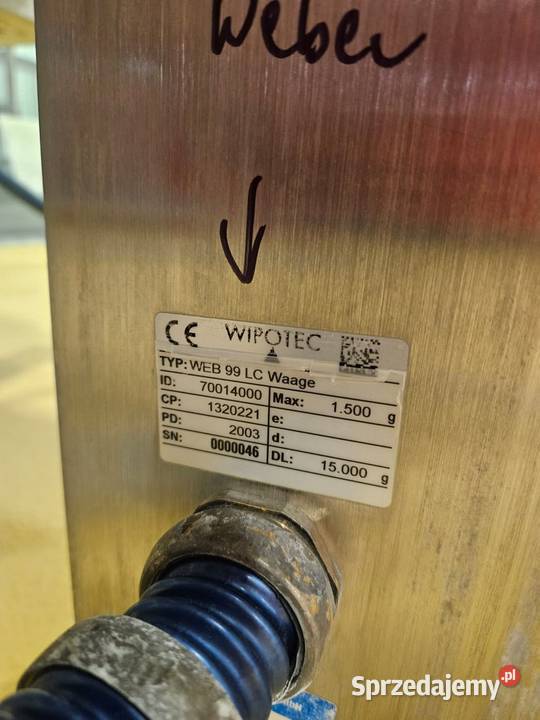 Weber
CE WIPOTEC
TYP: WEB 99 LC Waage
ID: 70014000 Max: 1.500 g
CP: 1320221 e:
PD: 2003 d:
SN: 0000046 DL: 15.000 g
Sprzedajemy.pl